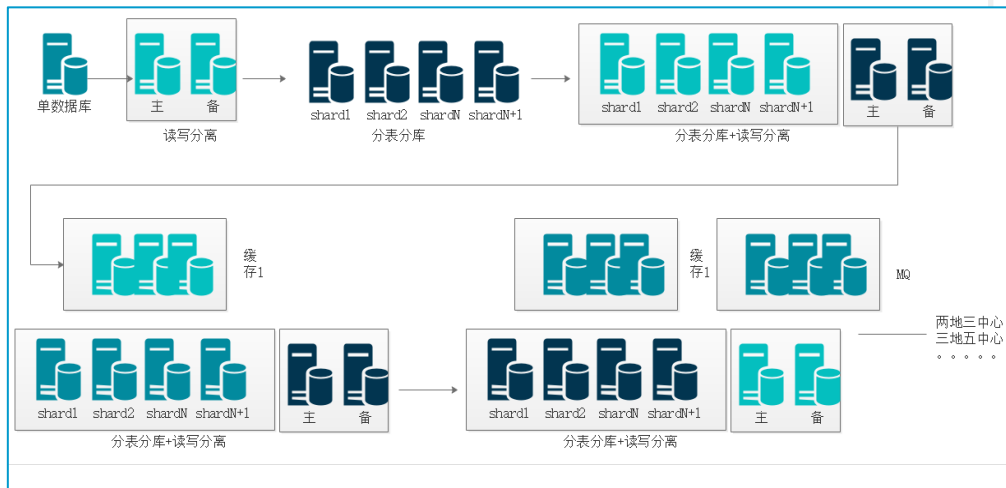 单数据库
主 备
读写分离
shard1 shard2 shardN shardN+1
分表分库
shard1 shard2 shardN shardN+1
分表分库+读写分离
主 备
缓
存1
缓
存1
MQ
两地三中心
三地五中心
。。。。。
shard1 shard2 shardN shardN+1
主 备
分表分库+读写分离
shard1 shard2 shardN shardN+1
主 备
分表分库+读写分离